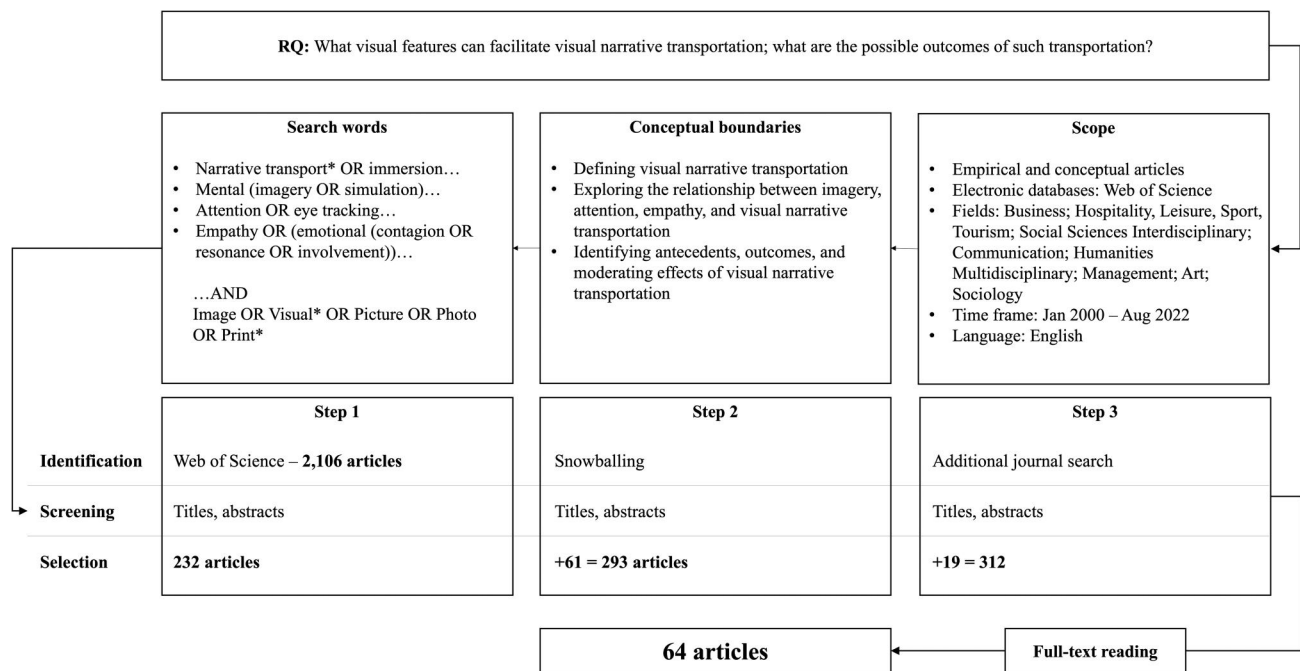 RQ: What visual features can facilitate visual narrative transportation; what are the possible outcomes of such transportation?
Search words
• Narrative transport* OR immersion…
• Mental (imagery OR simulation)…
• Attention OR eye tracking…
• Empathy OR (emotional (contagion OR
resonance OR involvement))…
…AND
Image OR Visual* OR Picture OR Photo
OR Print*
Conceptual boundaries
• Defining visual narrative transportation
• Exploring the relationship between imagery,
attention, empathy, and visual narrative
transportation
• Identifying antecedents, outcomes, and
moderating effects of visual narrative
transportation
Scope
• Empirical and conceptual articles
• Electronic databases: Web of Science
• Fields: Business; Hospitality, Leisure, Sport,
Tourism; Social Sciences Interdisciplinary;
Communication; Humanities
Multidisciplinary; Management; Art;
Sociology
• Time frame: Jan 2000 – Aug 2022
• Language: English
Step 1
Step 2
Step 3
Identification
Web of Science – 2,106 articles
Snowballing
Additional journal search
Screening
Titles, abstracts
Titles, abstracts
Titles, abstracts
Selection
232 articles
+61 = 293 articles
+19 = 312
64 articles
Full-text reading